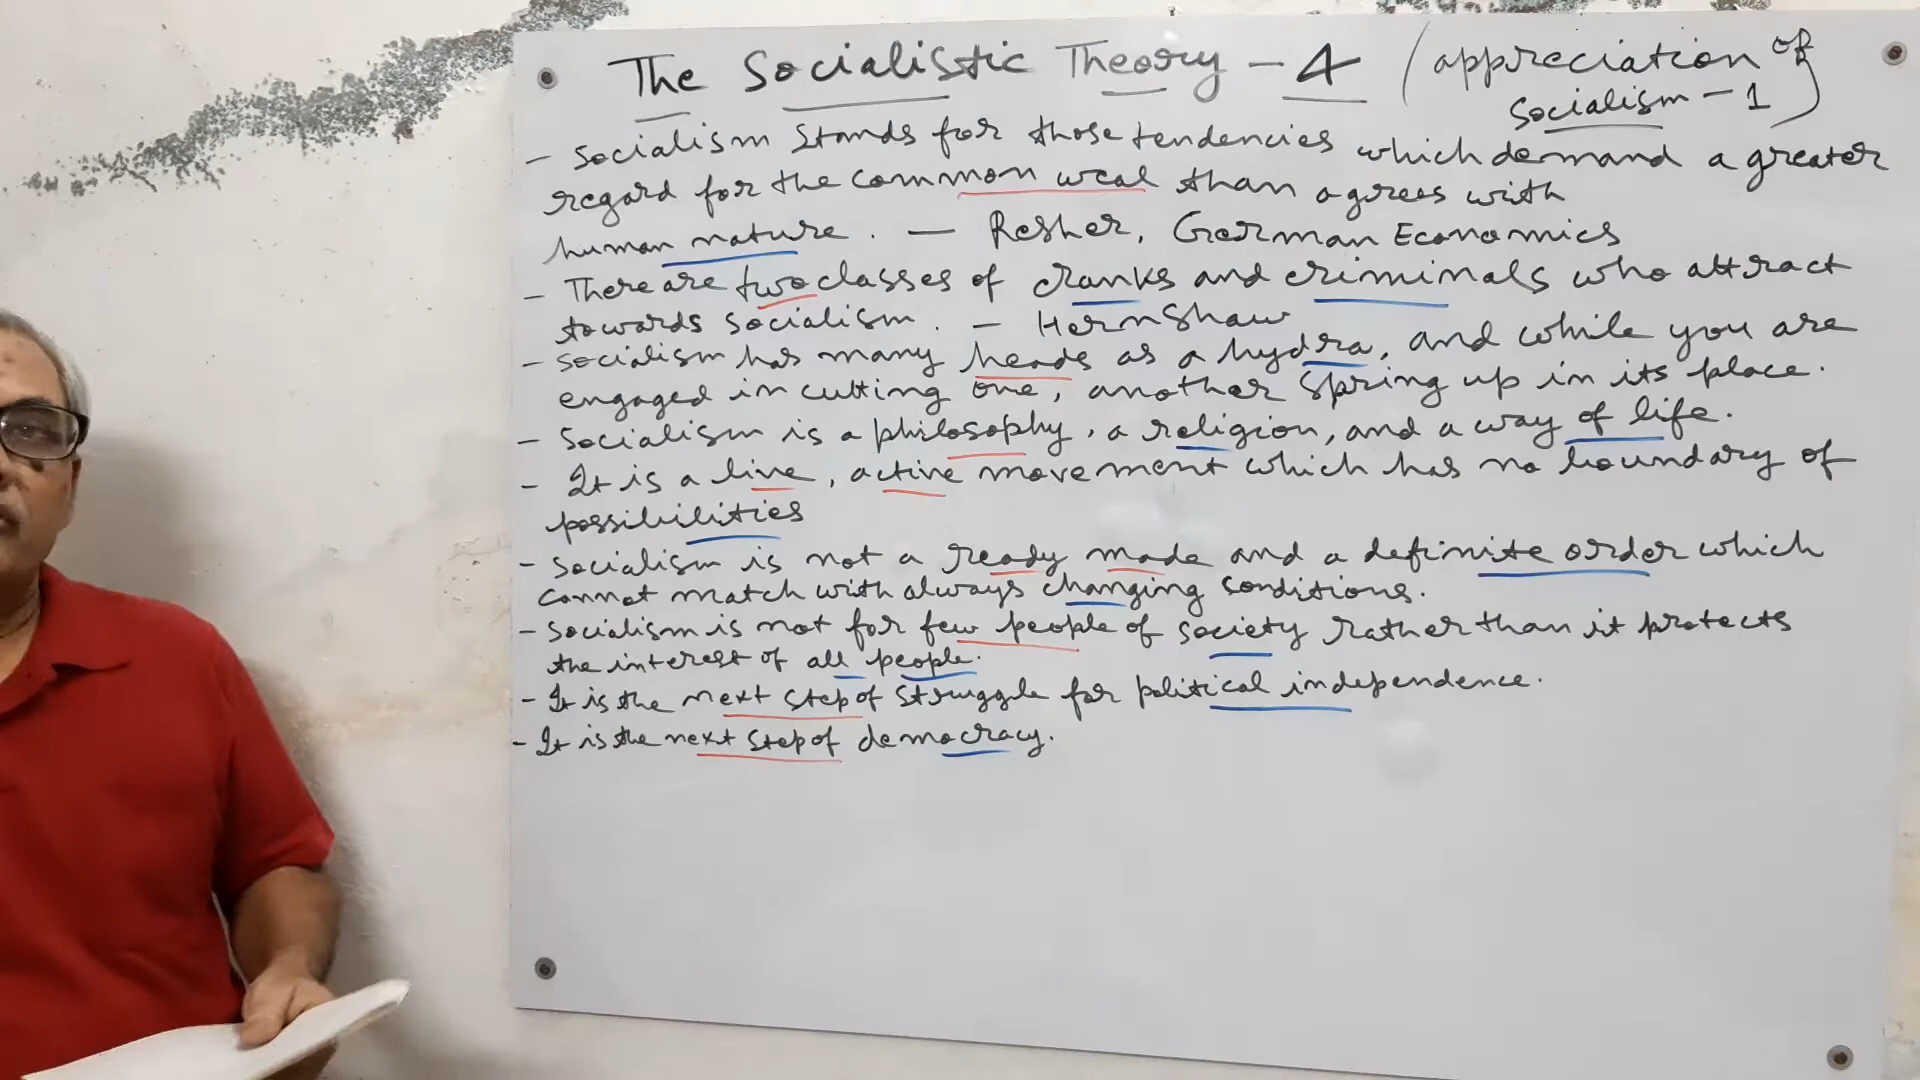 The Socialistic Theory - 4 (appreciation of
Socialism - 1)
- Socialism stands for those tendencies which demand a greater
regard for the common weal than agrees with
human nature. — Resher, German Economics
- There are two classes of cranks and criminals who attract
towards socialism. - Hernshaw
- Socialism has many heads as a hydra, and while you are
engaged in cutting one, another spring up in its place.
- Socialism is a philosophy, a religion, and a way of life.
- It is a live, active movement which has no boundary of
possibilities
- Socialism is not a ready made and a definite order which
cannot match with always changing conditions.
- Socialism is not for few people of society rather than it protects
the interest of all people.
- It is the next step of struggle for political independence.
- It is the next step of democracy.